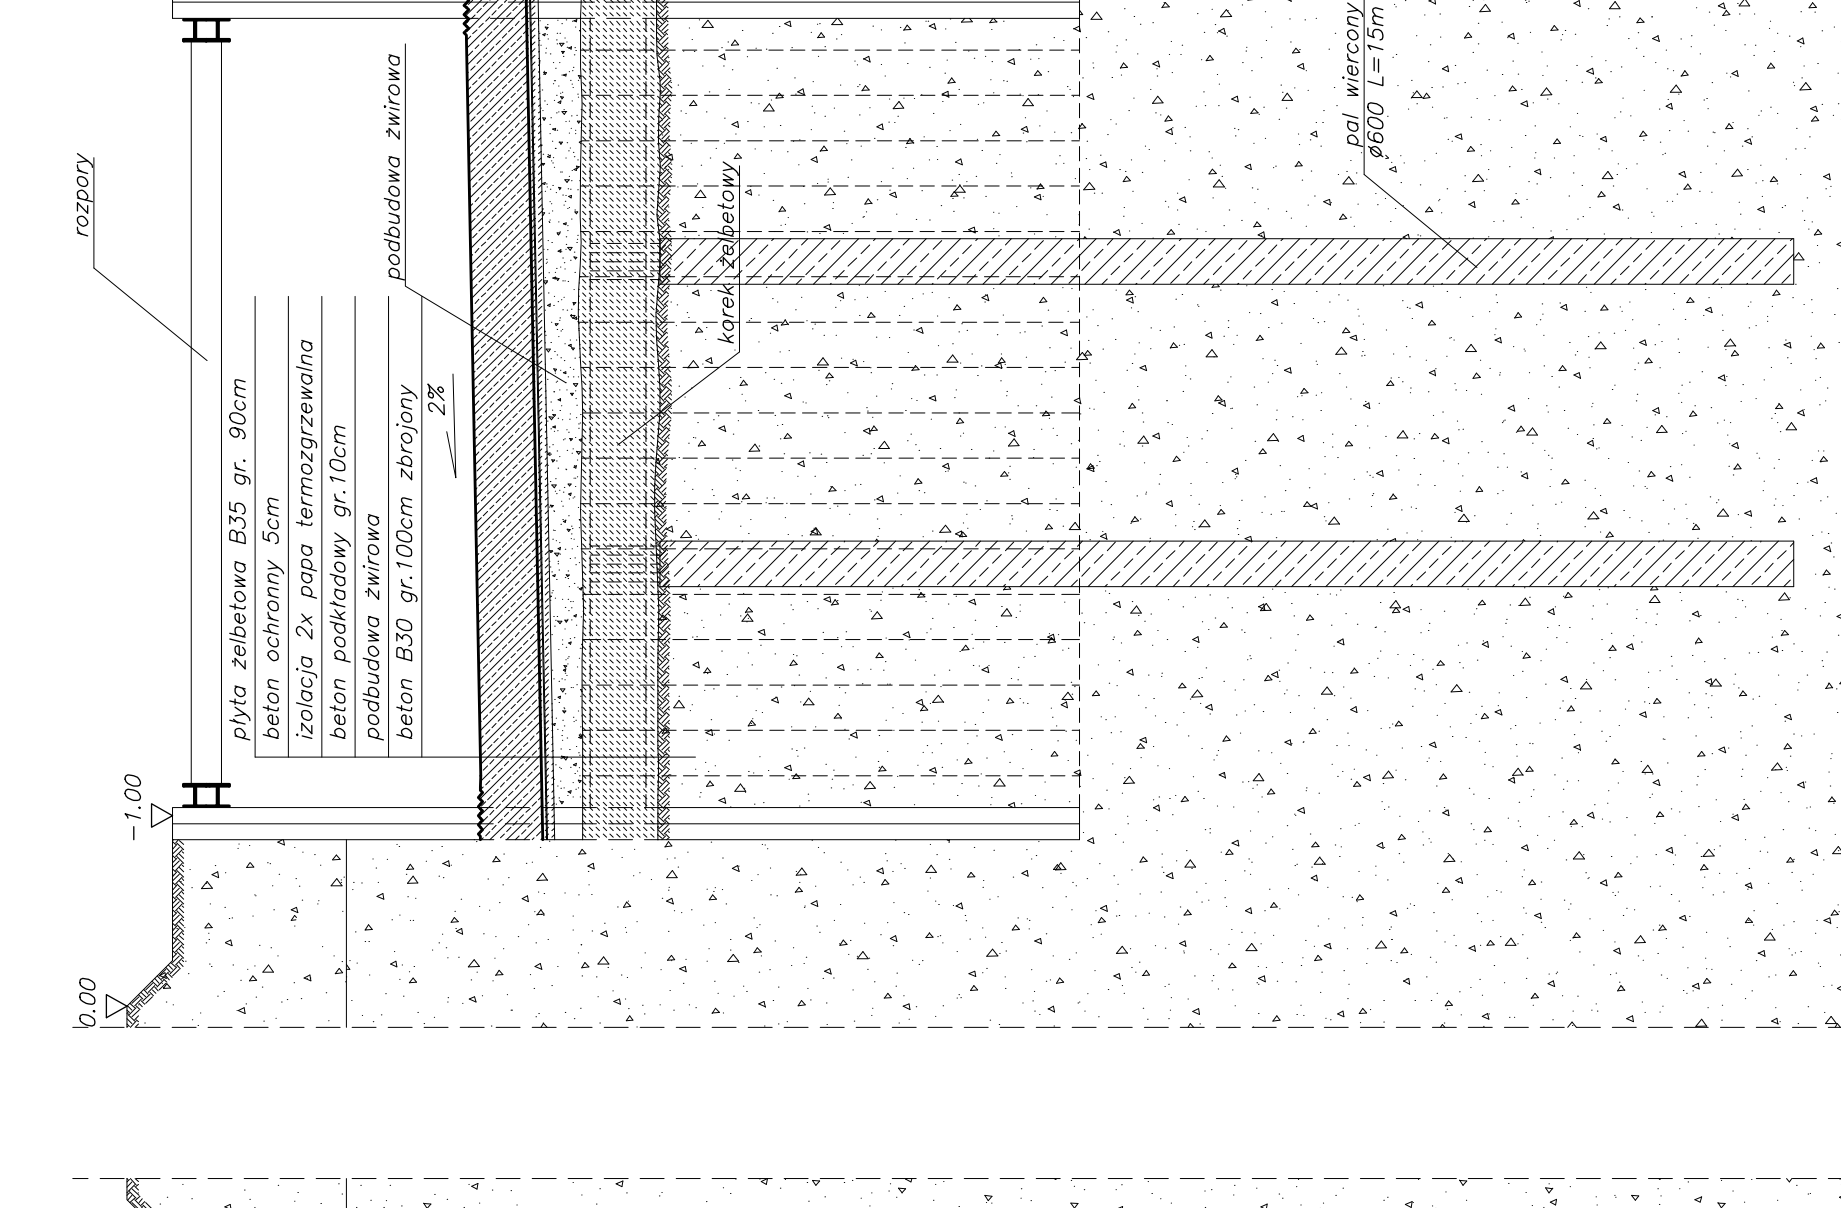 rozpory
płyta żelbetowa B35 gr. 90cm
beton ochronny 5cm
izolacja 2x papa termozgrzewalna
beton podkładowy gr.10cm
podbudowa żwirowa
beton B30 gr.100cm zbrojony
2%
podbudowa żwirowa
korek żelbetowy
pal wiercony
ø600 L=15m
-1.00
0.00